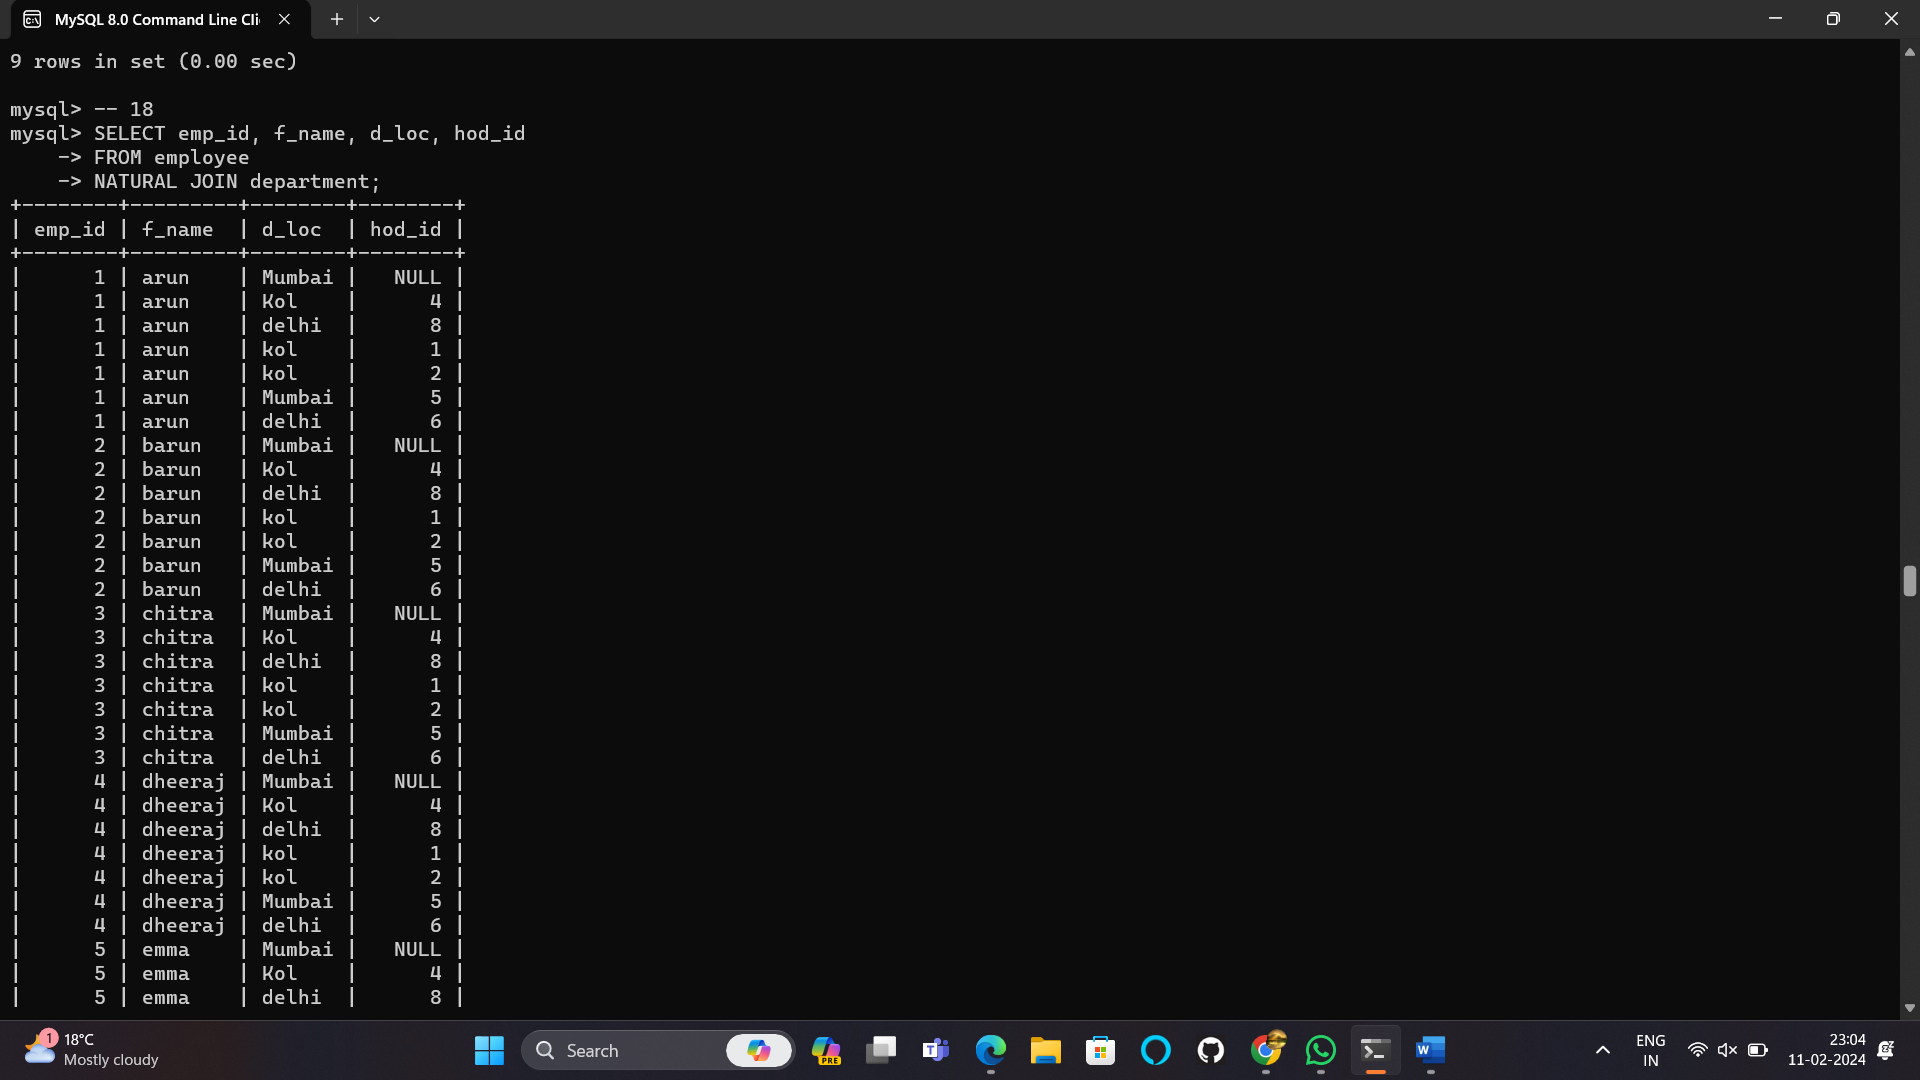 MySQL 8.0 Command Line Cli
9 rows in set (0.00 sec)
mysql> -- 18
mysql> SELECT emp_id, f_name, d_loc, hod_id
    -> FROM employee
    -> NATURAL JOIN department;
+--------+---------+--------+--------+
| emp_id | f_name  | d_loc  | hod_id |
+--------+---------+--------+--------+
|      1 | arun    | Mumbai |   NULL |
|      1 | arun    | Kol    |      4 |
|      1 | arun    | delhi  |      8 |
|      1 | arun    | kol    |      1 |
|      1 | arun    | kol    |      2 |
|      1 | arun    | Mumbai |      5 |
|      1 | arun    | delhi  |      6 |
|      2 | barun   | Mumbai |   NULL |
|      2 | barun   | Kol    |      4 |
|      2 | barun   | delhi  |      8 |
|      2 | barun   | kol    |      1 |
|      2 | barun   | kol    |      2 |
|      2 | barun   | Mumbai |      5 |
|      2 | barun   | delhi  |      6 |
|      3 | chitra  | Mumbai |   NULL |
|      3 | chitra  | Kol    |      4 |
|      3 | chitra  | delhi  |      8 |
|      3 | chitra  | kol    |      1 |
|      3 | chitra  | kol    |      2 |
|      3 | chitra  | Mumbai |      5 |
|      3 | chitra  | delhi  |      6 |
|      4 | dheeraj | Mumbai |   NULL |
|      4 | dheeraj | Kol    |      4 |
|      4 | dheeraj | delhi  |      8 |
|      4 | dheeraj | kol    |      1 |
|      4 | dheeraj | kol    |      2 |
|      4 | dheeraj | Mumbai |      5 |
|      4 | dheeraj | delhi  |      6 |
|      5 | emma    | Mumbai |   NULL |
|      5 | emma    | Kol    |      4 |
|      5 | emma    | delhi  |      8 |
1
18°C
Mostly cloudy
Search
PRE
ENG
IN
23:04
11-02-2024